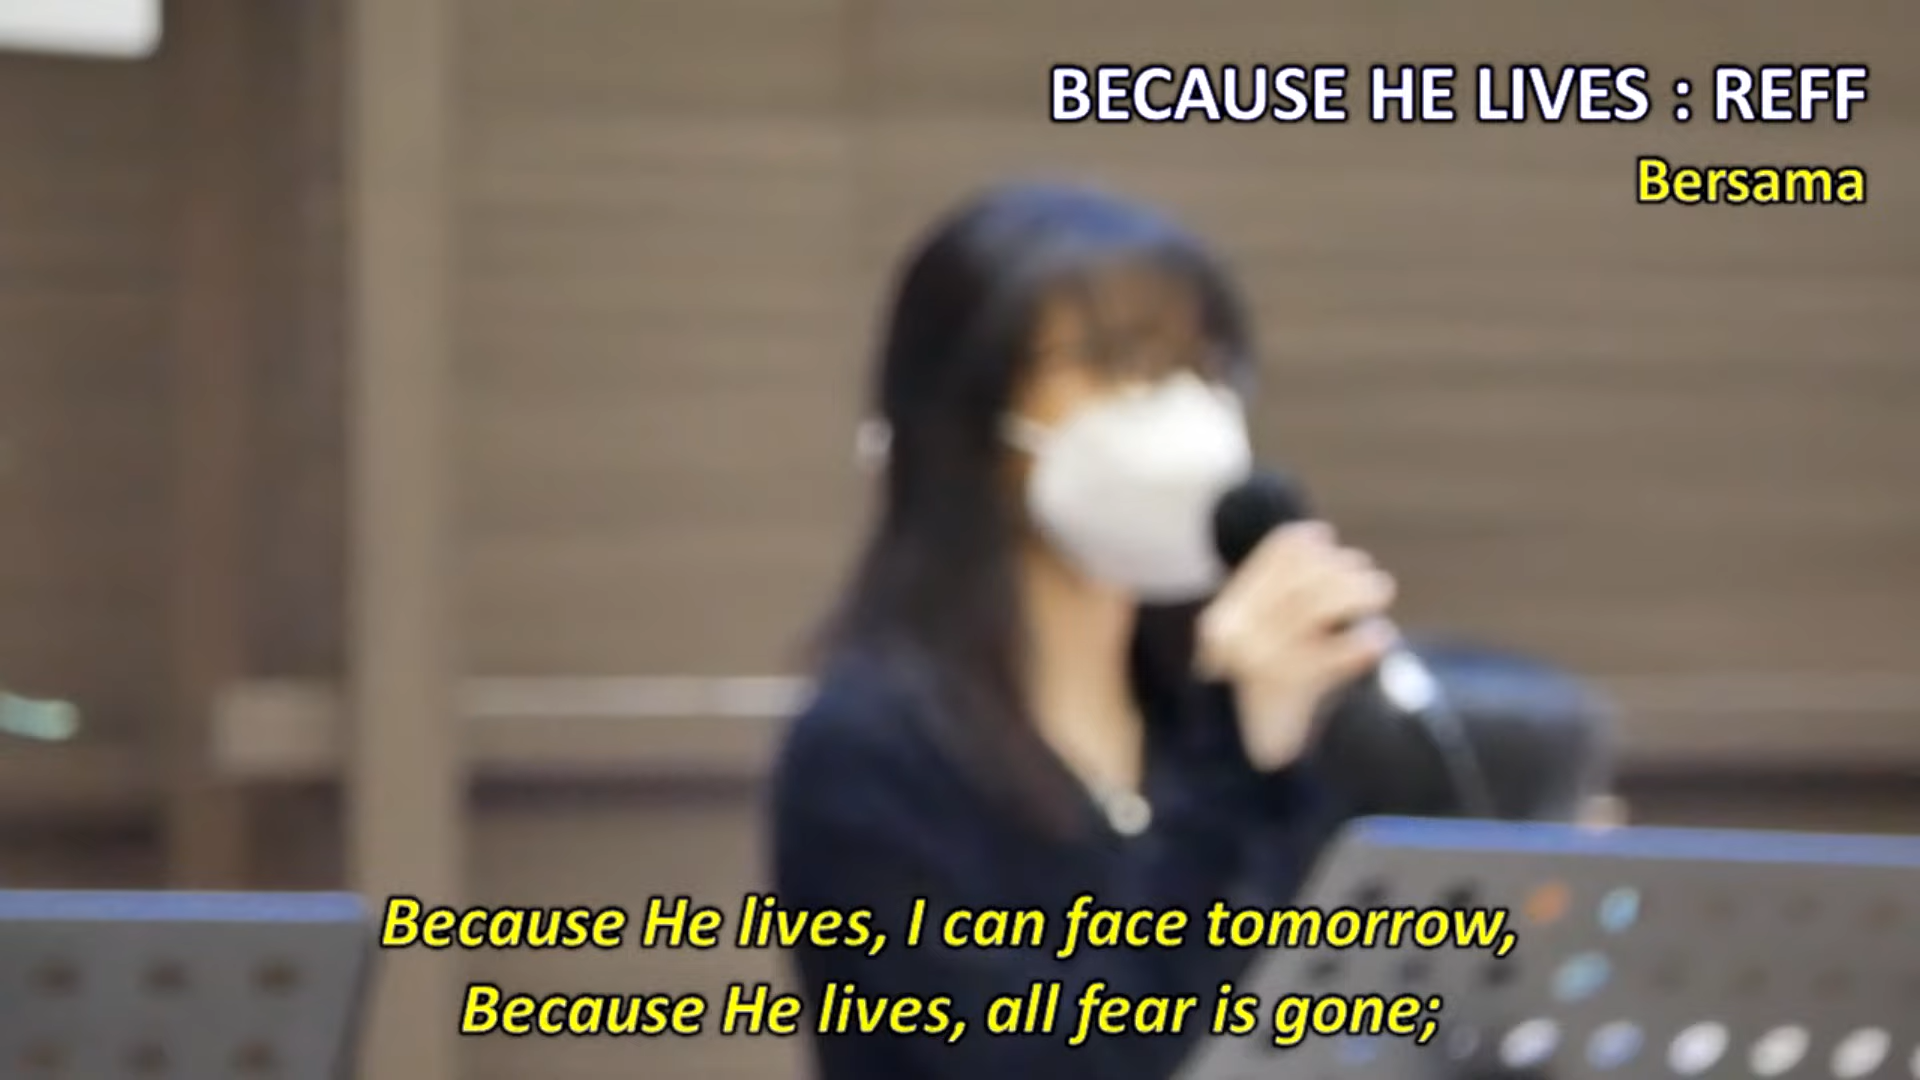 BECAUSE HE LIVES : REFF
Bersama
Because He lives, I can face tomorrow,
Because He lives, all fear is gone;